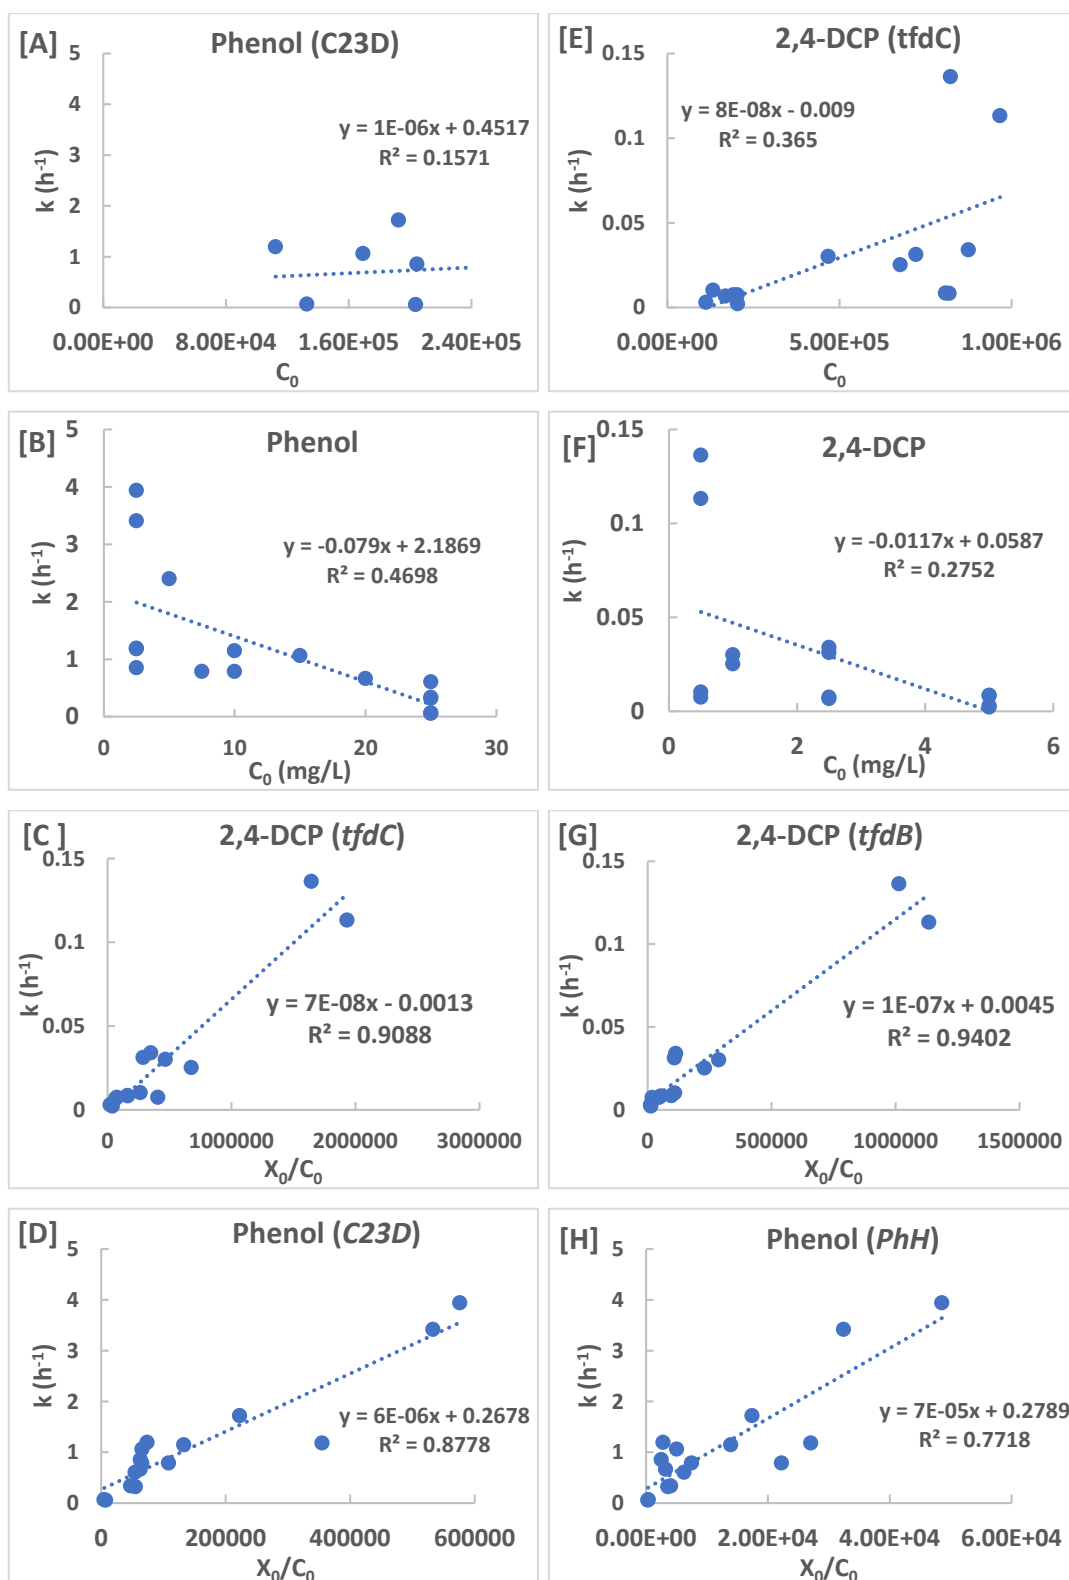 [A] Phenol (C23D)
5
4
3
2
1
0
k (h-1)
y = 1E-06x + 0.4517
R² = 0.1571
0.00E+00 8.00E+04 1.60E+05 2.40E+05
C0
[E] 2,4-DCP (tfdC)
0.15
0.1
0.05
0
k (h-1)
y = 8E-08x - 0.009
R² = 0.365
0.00E+00 5.00E+05 1.00E+06
C0
[B] Phenol
5
4
3
2
1
0
k (h-1)
y = -0.079x + 2.1869
R² = 0.4698
0 10 20 30
C0 (mg/L)
[F] 2,4-DCP
0.15
0.1
0.05
0
k (h-1)
y = -0.0117x + 0.0587
R² = 0.2752
0 2 4 6
C0 (mg/L)
[C ] 2,4-DCP (tfdC)
0.15
0.1
0.05
0
k (h-1)
y = 7E-08x - 0.0013
R² = 0.9088
0 1000000 2000000 3000000
X0/C0
[G] 2,4-DCP (tfdB)
0.15
0.1
0.05
0
k (h-1)
y = 1E-07x + 0.0045
R² = 0.9402
0 500000 1000000 1500000
X0/C0
[D] Phenol (C23D)
5
4
3
2
1
0
k (h-1)
y = 6E-06x + 0.2678
R² = 0.8778
0 200000 400000 600000
X0/C0
[H] Phenol (PhH)
5
4
3
2
1
0
k (h-1)
y = 7E-05x + 0.2789
R² = 0.7718
0.00E+00 2.00E+04 4.00E+04 6.00E+04
X0/C0